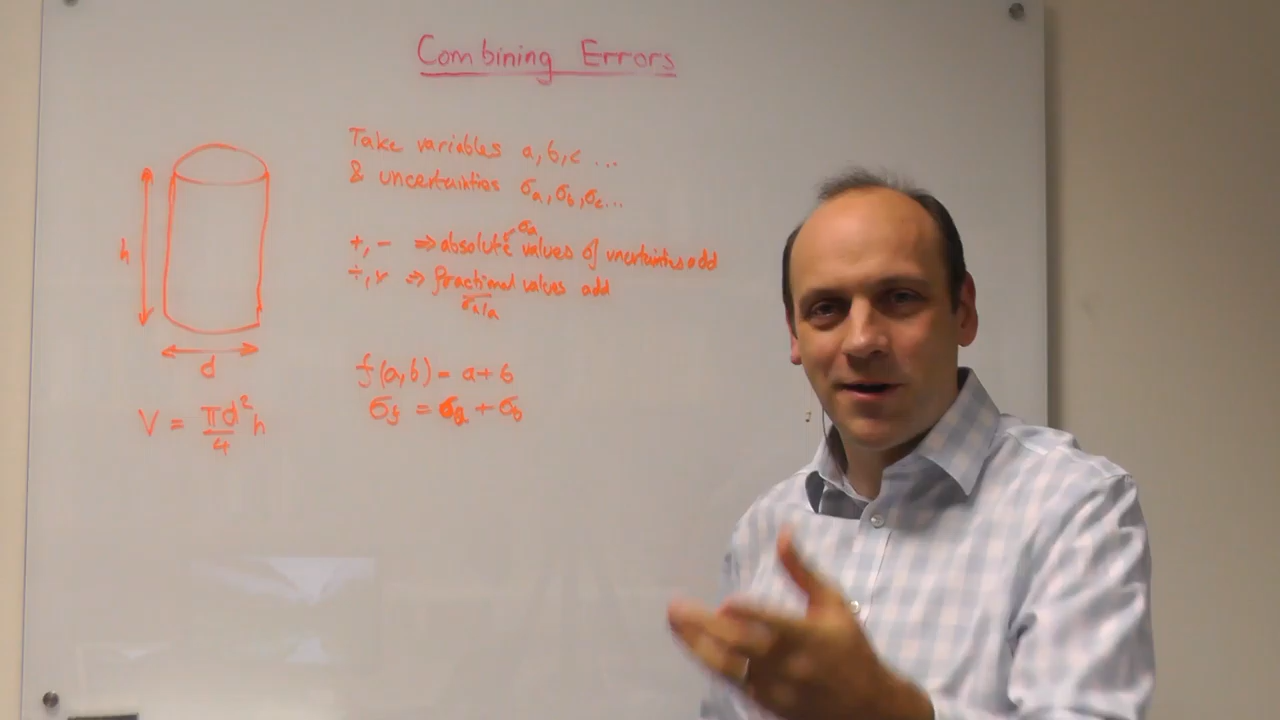 Combining Errors
Take variables a, b, c ...
& uncertainties σa, σb, σc...
σa
+, - ⇒ absolute values of uncertainties add
÷, x ⇒ fractional values add
σa/a
h
d
V = πd²h/4
f(a,b) = a + b
σf = σa + σb